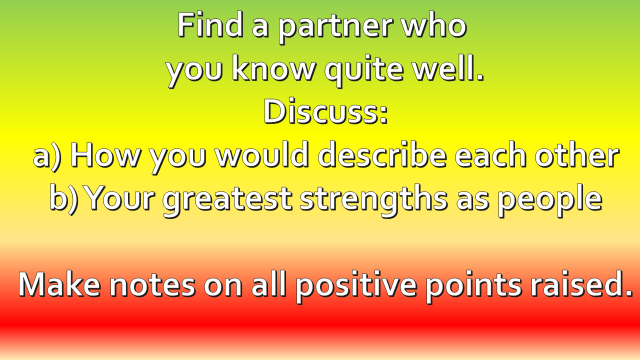 Find a partner who
you know quite well.
Discuss:
a) How you would describe each other
b) Your greatest strengths as people
Make notes on all positive points raised.